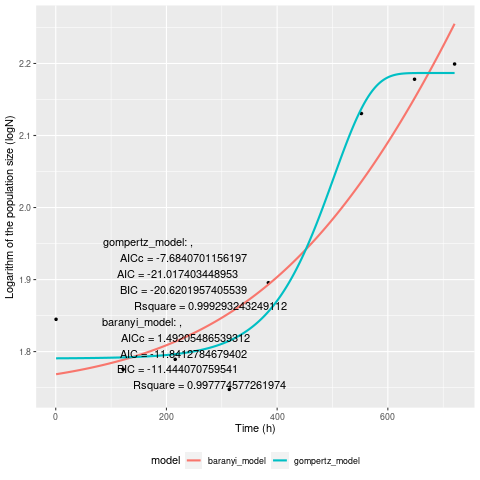 2.2
2.1
2.0
1.9
1.8
Logarithm of the population size (logN)
gompertz_model: ,
AICc = -7.6840701156197
AIC = -21.017403448953
BIC = -20.6201957405539
Rsquare = 0.999293243249112
baranyi_model: ,
AICc = 1.49205486539312
AIC = -11.8412784679402
BIC = -11.444070759541
Rsquare = 0.997774577261974
0 200 400 600
Time (h)
model baranyi_model gompertz_model